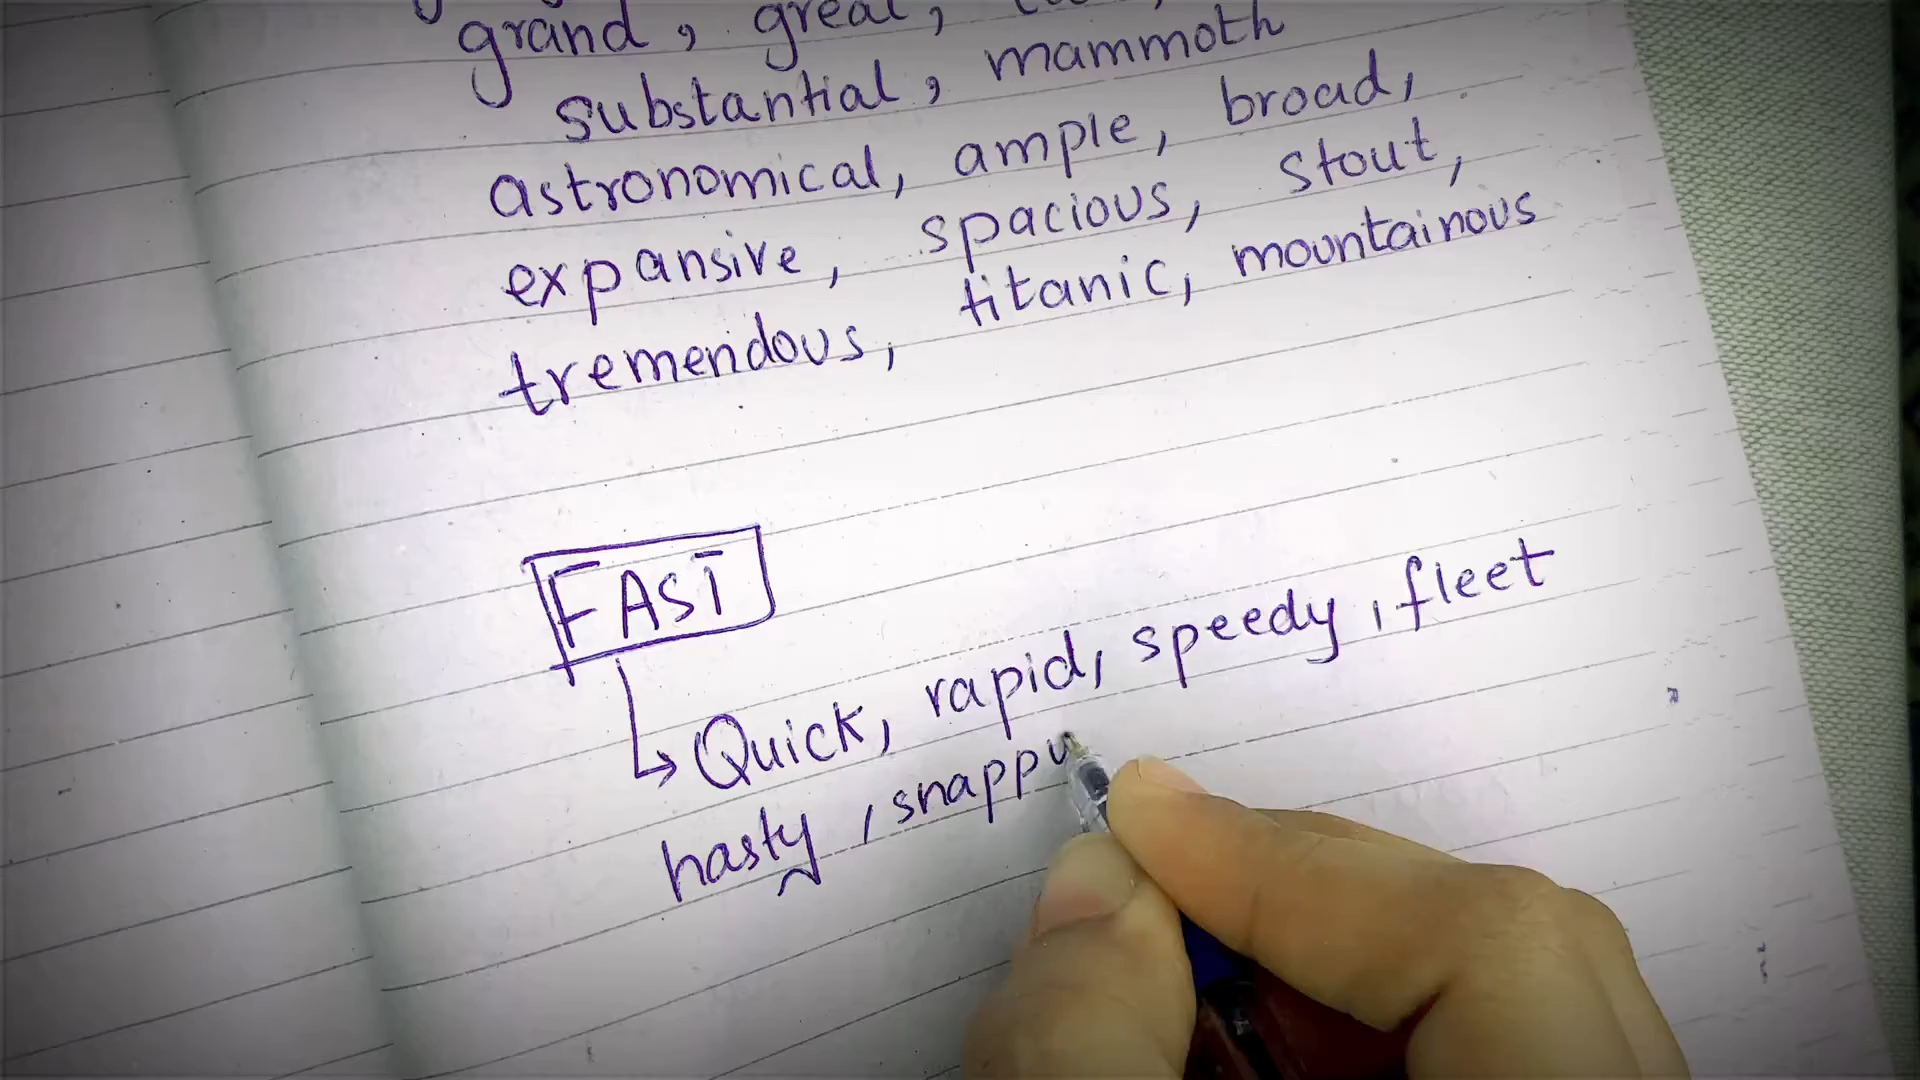 grand, great,
substantial, mammoth
astronomical, ample, broad,
expansive, spacious, stout,
tremendous, titanic, mountainous
FAST
Quick, rapid, speedy, fleet
hasty, snappy